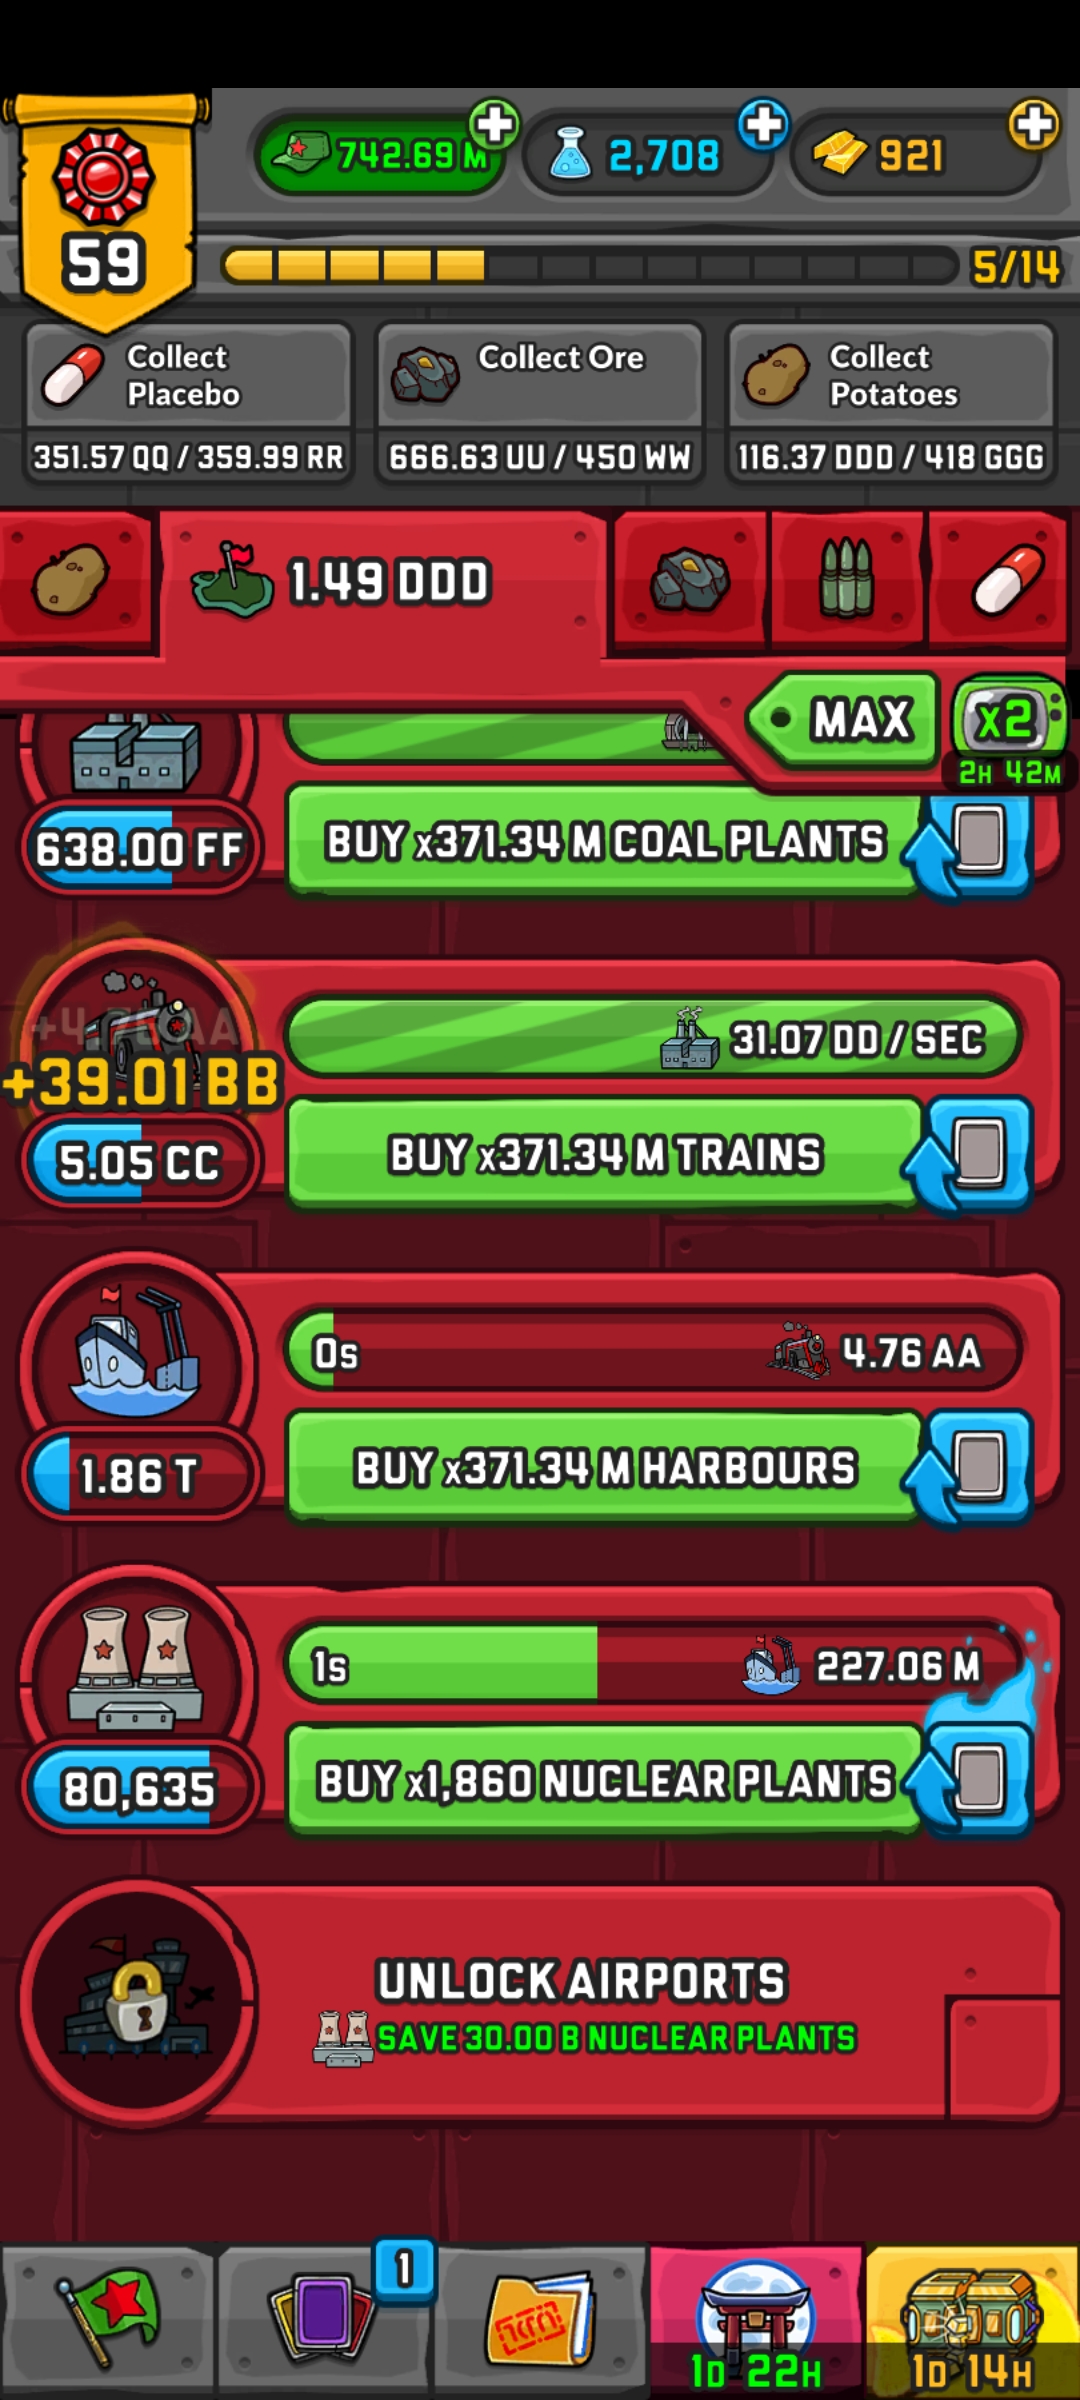 742.69 M
2,708
921
59
5/14
Collect
Placebo
351.57 QQ / 359.99 RR
Collect Ore
666.63 UU / 450 WW
Collect
Potatoes
116.37 DDD / 418 GGG
1.49 DDD
MAX
x2
2H 42M
638.00 FF
BUY x371.34 M COAL PLANTS
+39.01 BB
31.07 DD / SEC
5.05 CC
BUY x371.34 M TRAINS
0s
4.76 AA
1.86 T
BUY x371.34 M HARBOURS
1s
227.06 M
80,635
BUY x1,860 NUCLEAR PLANTS
UNLOCK AIRPORTS
SAVE 30.00 B NUCLEAR PLANTS
1
1D 22H
1D 14H